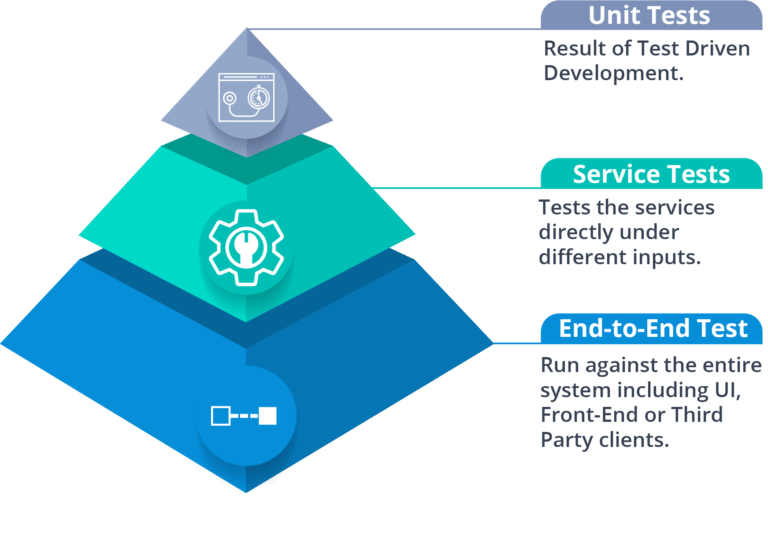 Unit Tests
Result of Test Driven
Development.
Service Tests
Tests the services
directly under
different inputs.
End-to-End Test
Run against the entire
system including UI,
Front-End or Third
Party clients.